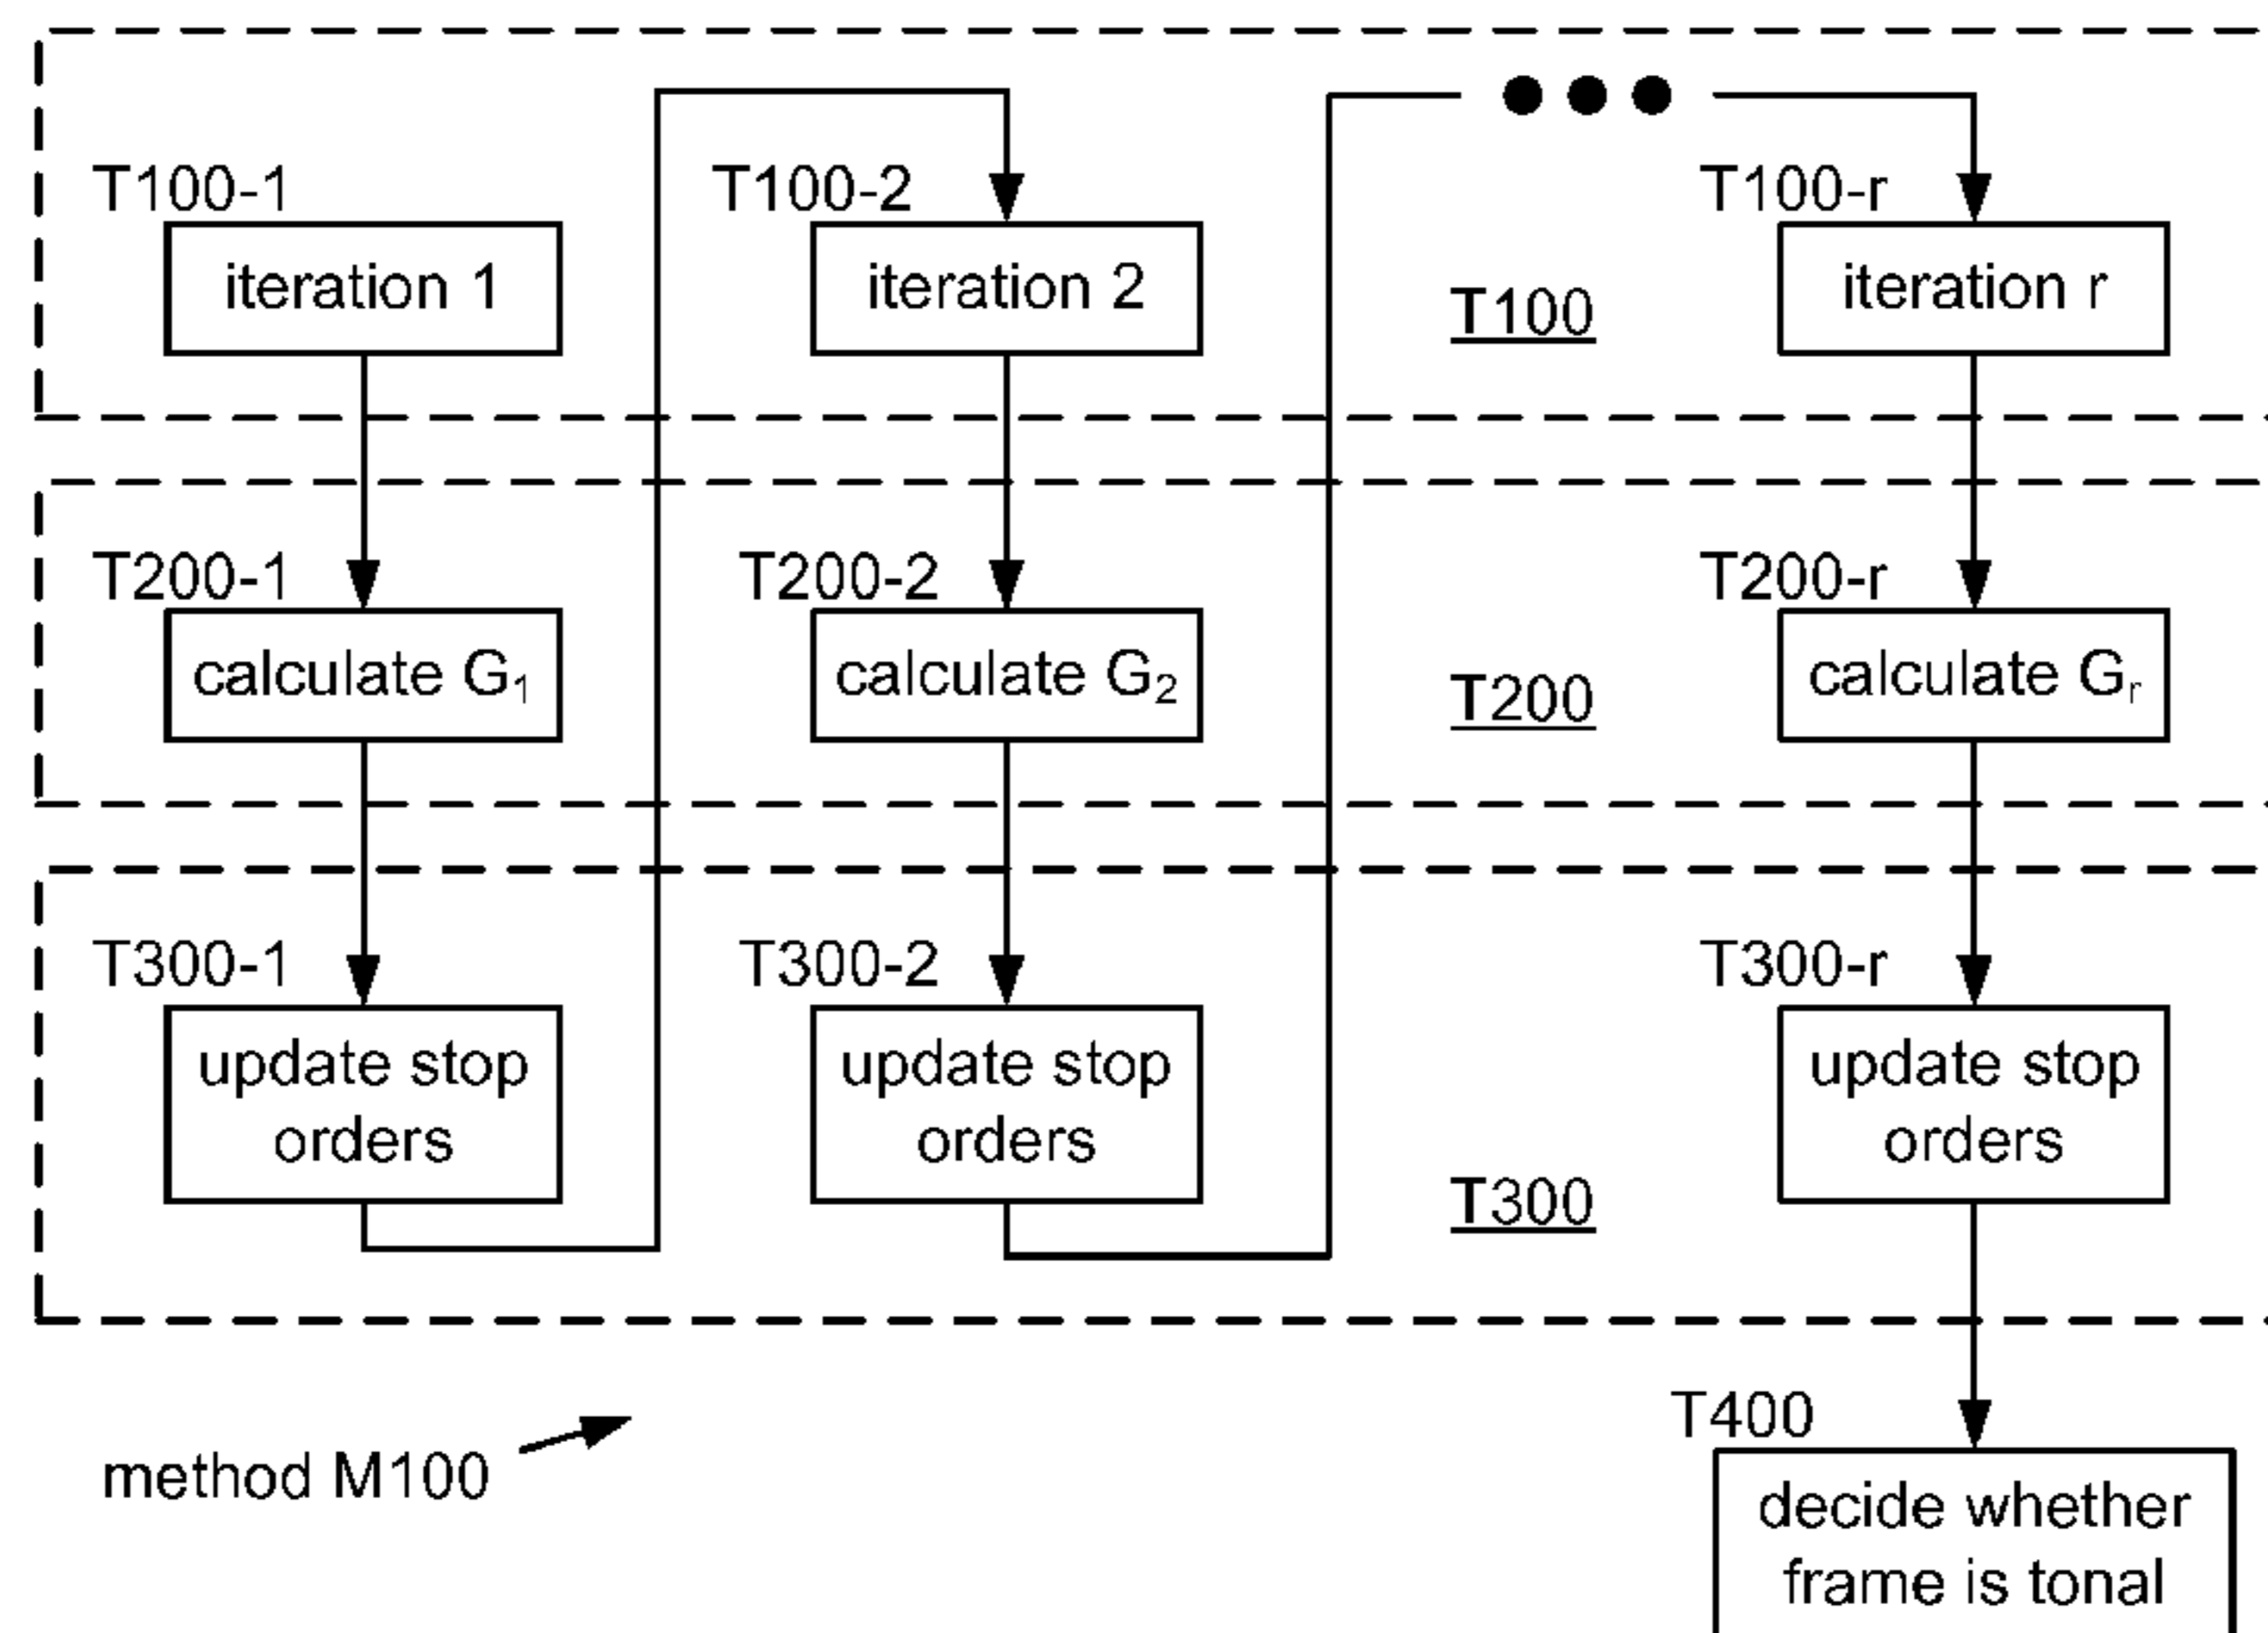 T100-1
T100-2
T100-r
iteration 1
iteration 2
T100
iteration r
T200-1
T200-2
T200-r
calculate G₁
calculate G₂
T200
calculate Gᵣ
T300-1
T300-2
T300-r
update stop
orders
update stop
orders
T300
update stop
orders
method M100
T400
decide whether
frame is tonal